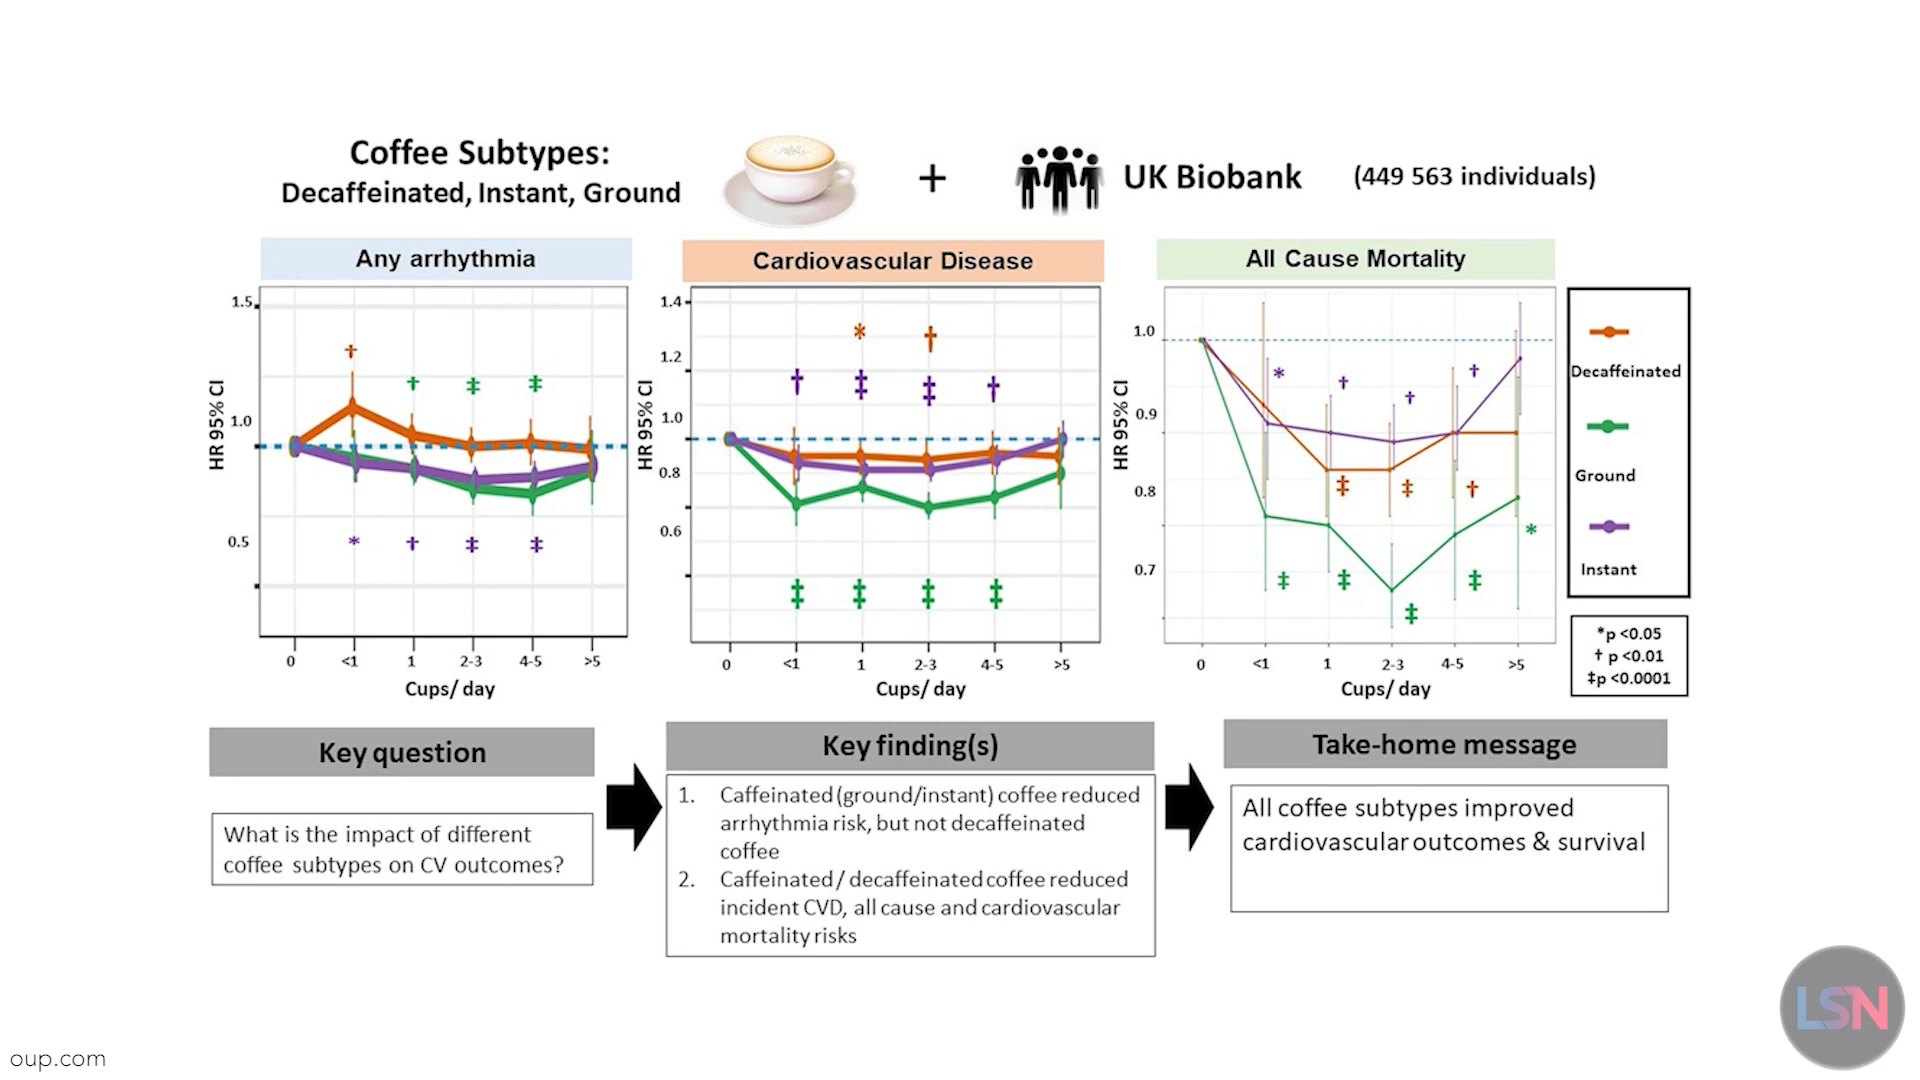 Coffee Subtypes:
Decaffeinated, Instant, Ground
+
UK Biobank
(449 563 individuals)
Any arrhythmia
HR 95% CI
1.5
1.0
0.5
†
† ‡ ‡
* † ‡ ‡
0 <1 1 2-3 4-5 >5
Cups/ day
Cardiovascular Disease
HR 95% CI
1.4
1.2
1.0
0.8
0.6
* †
† ‡ ‡ †
‡ ‡ ‡ ‡
0 <1 1 2-3 4-5 >5
Cups/ day
All Cause Mortality
HR 95% CI
1.0
0.9
0.8
0.7
* † † †
‡ ‡ †
*
‡ ‡ ‡ ‡
0 <1 1 2-3 4-5 >5
Cups/ day
Decaffeinated
Ground
Instant
*p <0.05
† p <0.01
‡p <0.0001
Key question
What is the impact of different
coffee subtypes on CV outcomes?
Key finding(s)
1. Caffeinated (ground/instant) coffee reduced
arrhythmia risk, but not decaffeinated
coffee
2. Caffeinated / decaffeinated coffee reduced
incident CVD, all cause and cardiovascular
mortality risks
Take-home message
All coffee subtypes improved
cardiovascular outcomes & survival
LSN
oup.com